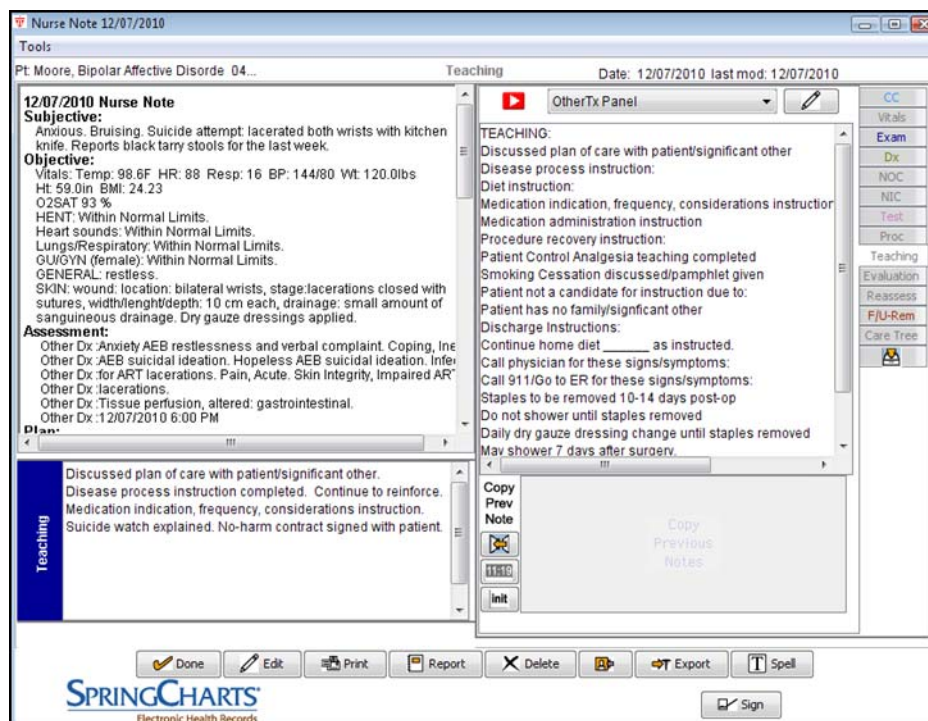 Nurse Note 12/07/2010
Tools
Pt: Moore, Bipolar Affective Disorde 04...
Teaching
Date: 12/07/2010 last mod: 12/07/2010
12/07/2010 Nurse Note
Subjective:
Anxious. Bruising. Suicide attempt: lacerated both wrists with kitchen
knife. Reports black tarry stools for the last week.
Objective:
Vitals: Temp: 98.6F HR: 88 Resp: 16 BP: 144/80 Wt: 120.0lbs
Ht: 59.0in BMI: 24.23
O2SAT 93 %
HENT: Within Normal Limits.
Heart sounds: Within Normal Limits.
Lungs/Respiratory: Within Normal Limits.
GU/GYN (female): Within Normal Limits.
GENERAL: restless.
SKIN: wound: location: bilateral wrists, stage:lacerations closed with
sutures, width/lenght/depth: 10 cm each, drainage: small amount of
sanguineous drainage. Dry gauze dressings applied.
Assessment:
Other Dx :Anxiety AEB restlessness and verbal complaint. Coping, Ine
Other Dx :AEB suicidal ideation. Hopeless AEB suicidal ideation. Infe
Other Dx :for ART lacerations. Pain, Acute. Skin Integrity, Impaired AR
Other Dx :lacerations.
Other Dx :Tissue perfusion, altered: gastrointestinal.
Other Dx :12/07/2010 6:00 PM
Plan:
Teaching
Discussed plan of care with patient/significant other.
Disease process instruction completed. Continue to reinforce.
Medication indication, frequency, considerations instruction.
Suicide watch explained. No-harm contract signed with patient.
OtherTx Panel
TEACHING:
Discussed plan of care with patient/significant other
Disease process instruction:
Diet instruction:
Medication indication, frequency, considerations instruction
Medication administration instruction
Procedure recovery instruction:
Patient Control Analgesia teaching completed
Smoking Cessation discussed/pamphlet given
Patient not a candidate for instruction due to:
Patient has no family/signficant other
Discharge Instructions:
Continue home diet ______ as instructed.
Call physician for these signs/symptoms:
Call 911/Go to ER for these signs/symptoms:
Staples to be removed 10-14 days post-op
Do not shower until staples removed
Daily dry gauze dressing change until staples removed
May shower 7 days after surgery.
Copy
Prev
Note
11:19
init
Copy
Previous
Notes
CC
Vitals
Exam
Dx
NOC
NIC
Test
Proc
Teaching
Evaluation
Reassess
F/U-Rem
Care Tree
Done
Edit
Print
Report
Delete
Export
Spell
Sign
SPRINGCHARTS
Electronic Health Records